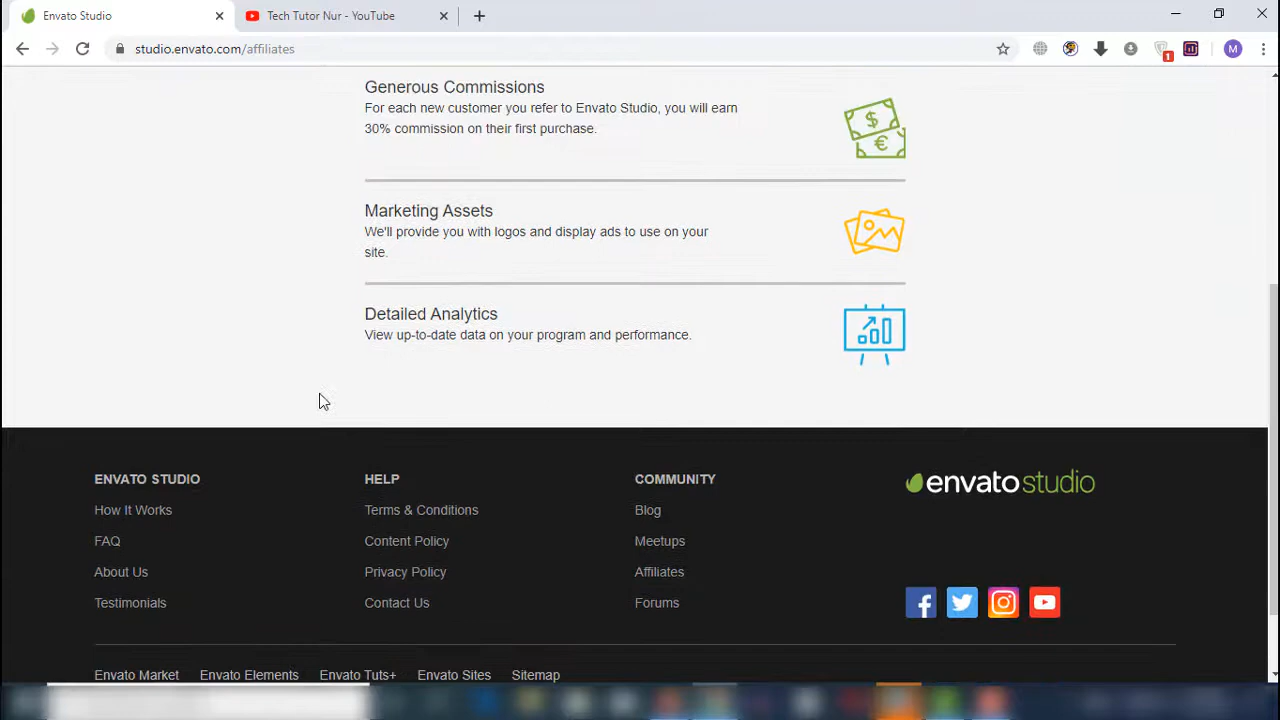 Envato Studio
Tech Tutor Nur - YouTube
studio.envato.com/affiliates
1
M
Generous Commissions
For each new customer you refer to Envato Studio, you will earn
30% commission on their first purchase.
$
€
Marketing Assets
We'll provide you with logos and display ads to use on your
site.
Detailed Analytics
View up-to-date data on your program and performance.
ENVATO STUDIO
How It Works
FAQ
About Us
Testimonials
HELP
Terms & Conditions
Content Policy
Privacy Policy
Contact Us
COMMUNITY
Blog
Meetups
Affiliates
Forums
envatostudio
Envato Market Envato Elements Envato Tuts+ Envato Sites Sitemap